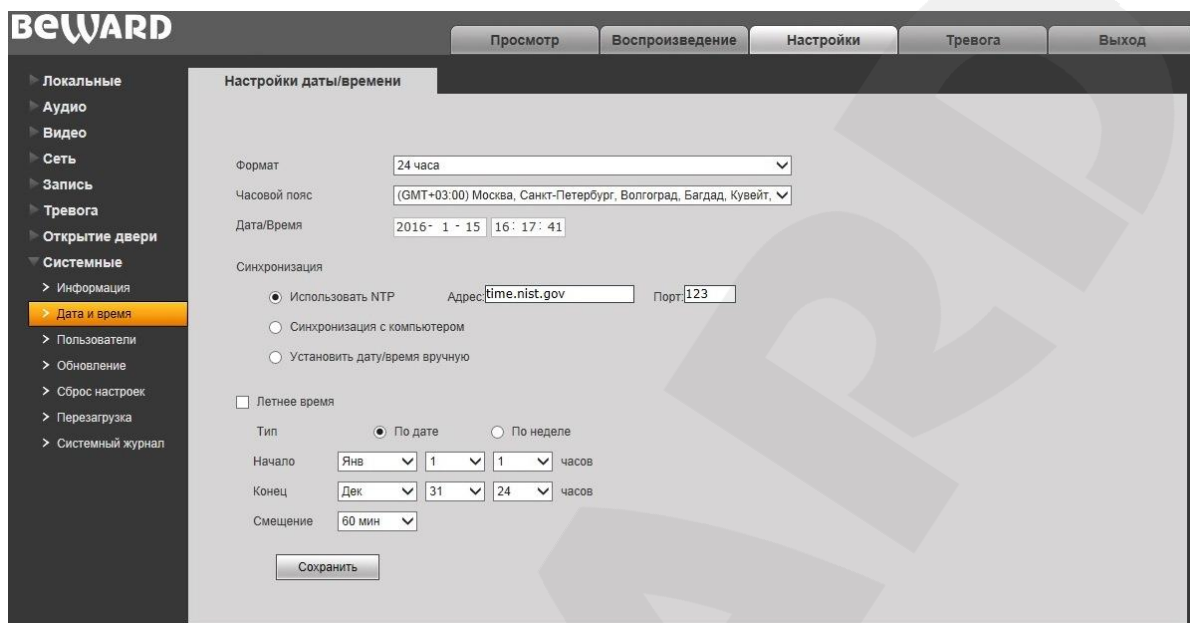 BEWARD
Просмотр Воспроизведение Настройки Тревога Выход
Локальные
Аудио
Видео
Сеть
Запись
Тревога
Открытие двери
Системные
> Информация
> Дата и время
> Пользователи
> Обновление
> Сброс настроек
> Перезагрузка
> Системный журнал
Настройки даты/времени
Формат 24 часа
Часовой пояс (GMT+03:00) Москва, Санкт-Петербург, Волгоград, Багдад, Кувейт,
Дата/Время 2016- 1 - 15 16: 17: 41
Синхронизация
Использовать NTP Адрес: time.nist.gov Порт: 123
Синхронизация с компьютером
Установить дату/время вручную
Летнее время
Тип По дате По неделе
Начало Янв 1 1 часов
Конец Дек 31 24 часов
Смещение 60 мин
Сохранить